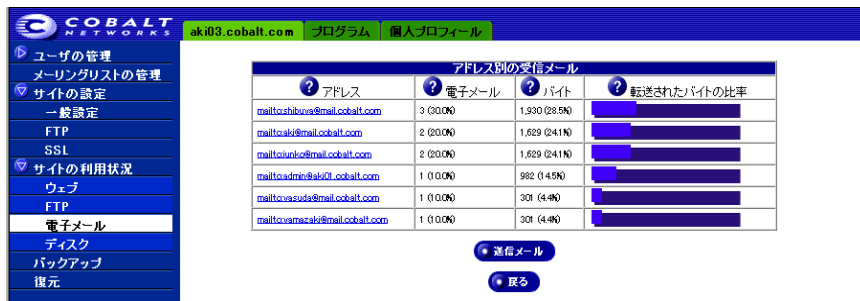 COBALT
NETWORKS
aki03.cobalt.com プログラム 個人プロフィール
ユーザの管理
メーリングリストの管理
サイトの設定
一般設定
FTP
SSL
サイトの利用状況
ウェブ
FTP
電子メール
ディスク
バックアップ
復元
アドレス別の受信メール
? アドレス ? 電子メール ? バイト ? 転送されたバイトの比率
mailto:shibuya@mail.cobalt.com 3 (30.0%) 1,930 (28.5%)
mailto:aki@mail.cobalt.com 2 (20.0%) 1,629 (24.1%)
mailto:junko@mail.cobalt.com 2 (20.0%) 1,629 (24.1%)
mailto:admin@aki01.cobalt.com 1 (10.0%) 982 (14.5%)
mailto:yasuda@mail.cobalt.com 1 (10.0%) 301 (4.4%)
mailto:yamazaki@mail.cobalt.com 1 (10.0%) 301 (4.4%)
送信メール
戻る